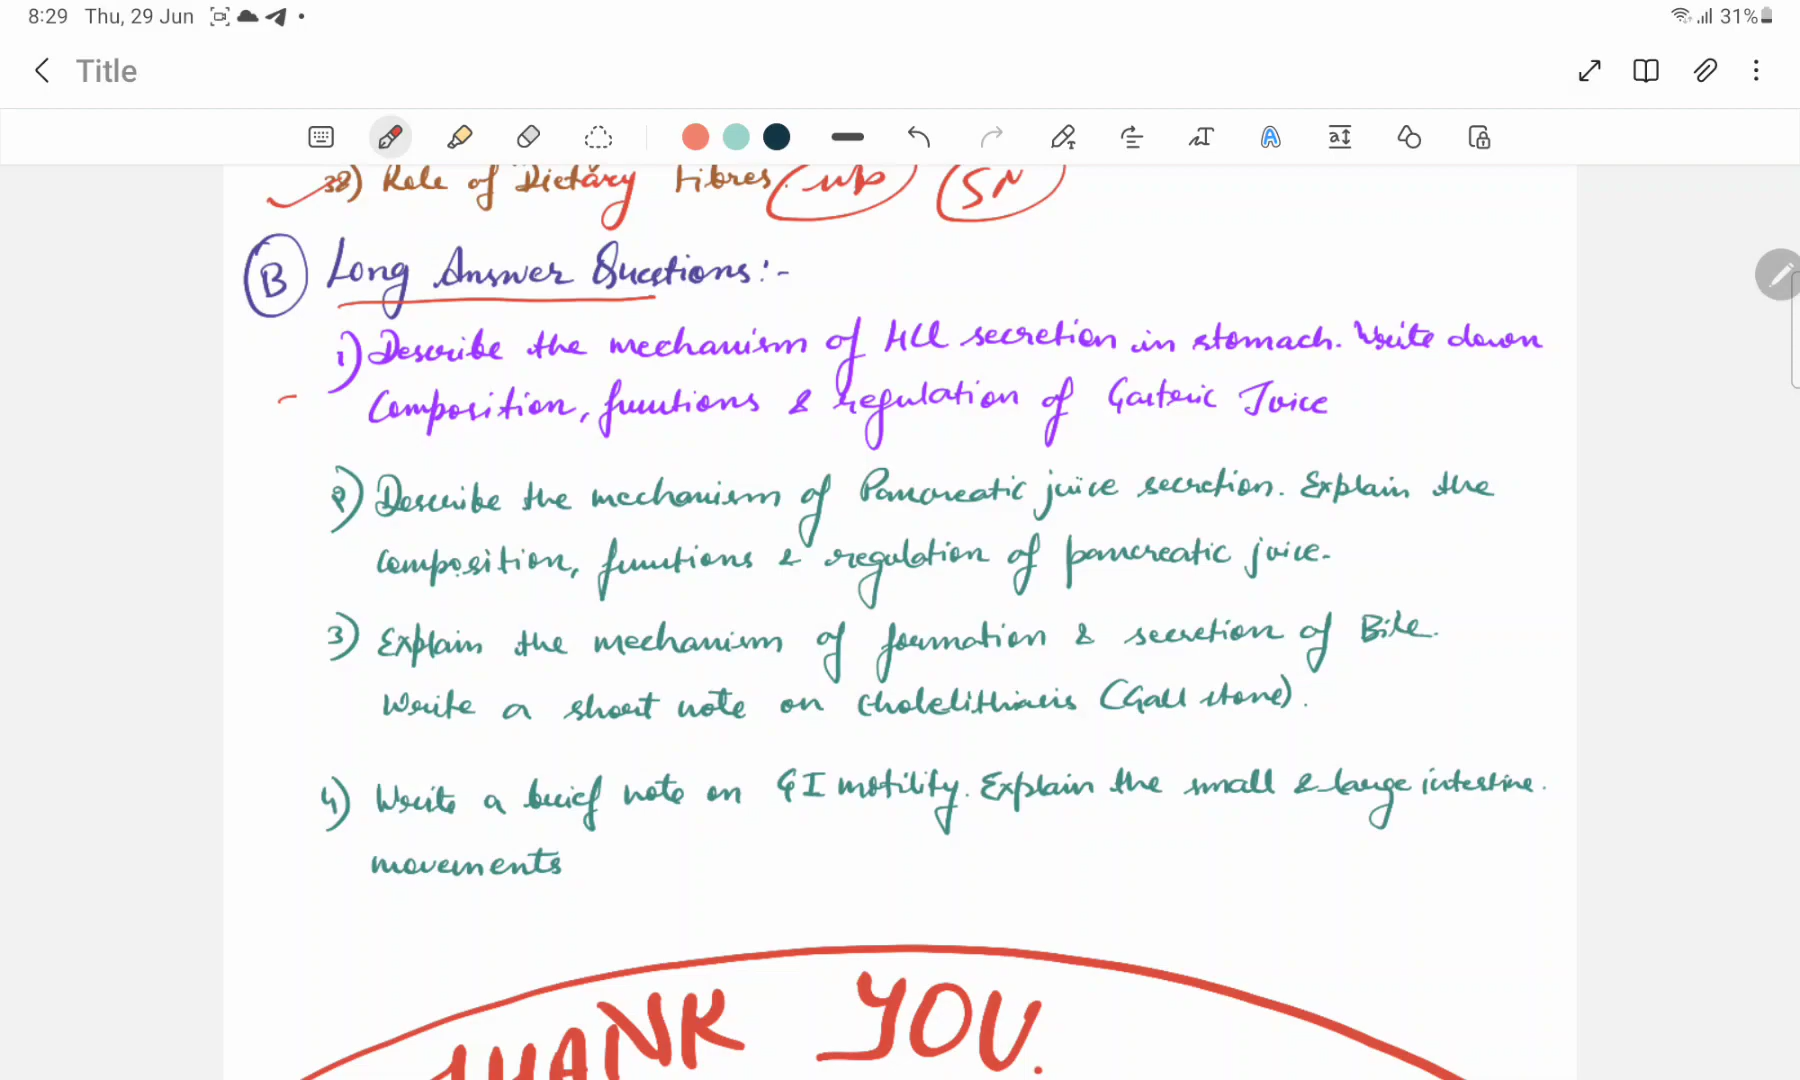 8:29 Thu, 29 Jun 31%
Title
38) Role of Dietary Fibres. (SN)
B Long Answer Questions:-
1) Describe the mechanism of HCl secretion in stomach. Write down
Composition, functions & regulation of Gastric Juice
2) Describe the mechanism of Pancreatic juice secretion. Explain the
Composition, functions & regulation of pancreatic juice.
3) Explain the mechanism of formation & secretion of Bile.
Write a short note on Cholelithiasis (Gall stone).
4) Write a brief note on GI motility. Explain the small & large intestine.
movements
THANK YOU.